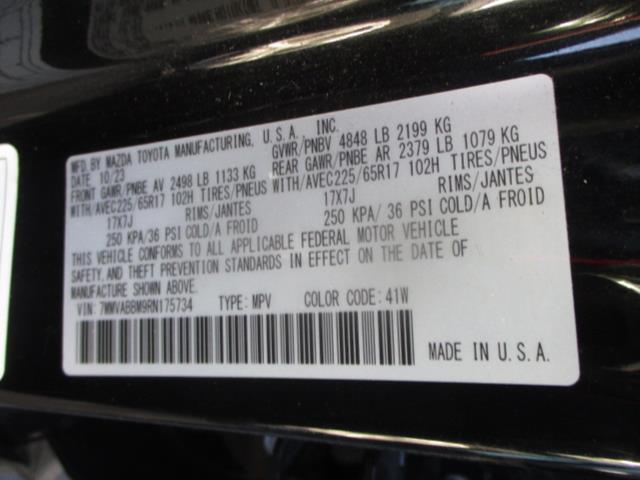 MFD. BY MAZDA TOYOTA MANUFACTURING, U.S.A. INC.
DATE 10/23 GVWR/PNBV 4848 LB 2199 KG
FRONT GAWR/PNBE AV 2498 LB 1133 KG REAR GAWR/PNBE AR 2379 LB 1079 KG
WITH/AVEC225/65R17 102H TIRES/PNEUS WITH/AVEC225/65R17 102H TIRES/PNEUS
17X7J RIMS/JANTES 17X7J RIMS/JANTES
250 KPA/36 PSI COLD/A FROID 250 KPA/ 36 PSI COLD/A FROID
THIS VEHICLE CONFORMS TO ALL APPLICABLE FEDERAL MOTOR VEHICLE
SAFETY, AND THEFT PREVENTION STANDARDS IN EFFECT ON THE DATE OF
MANUFACTURE SHOWN ABOVE.
VIN: 7MMVABBM9RN175734 TYPE: MPV COLOR CODE: 41W
MADE IN U.S.A.